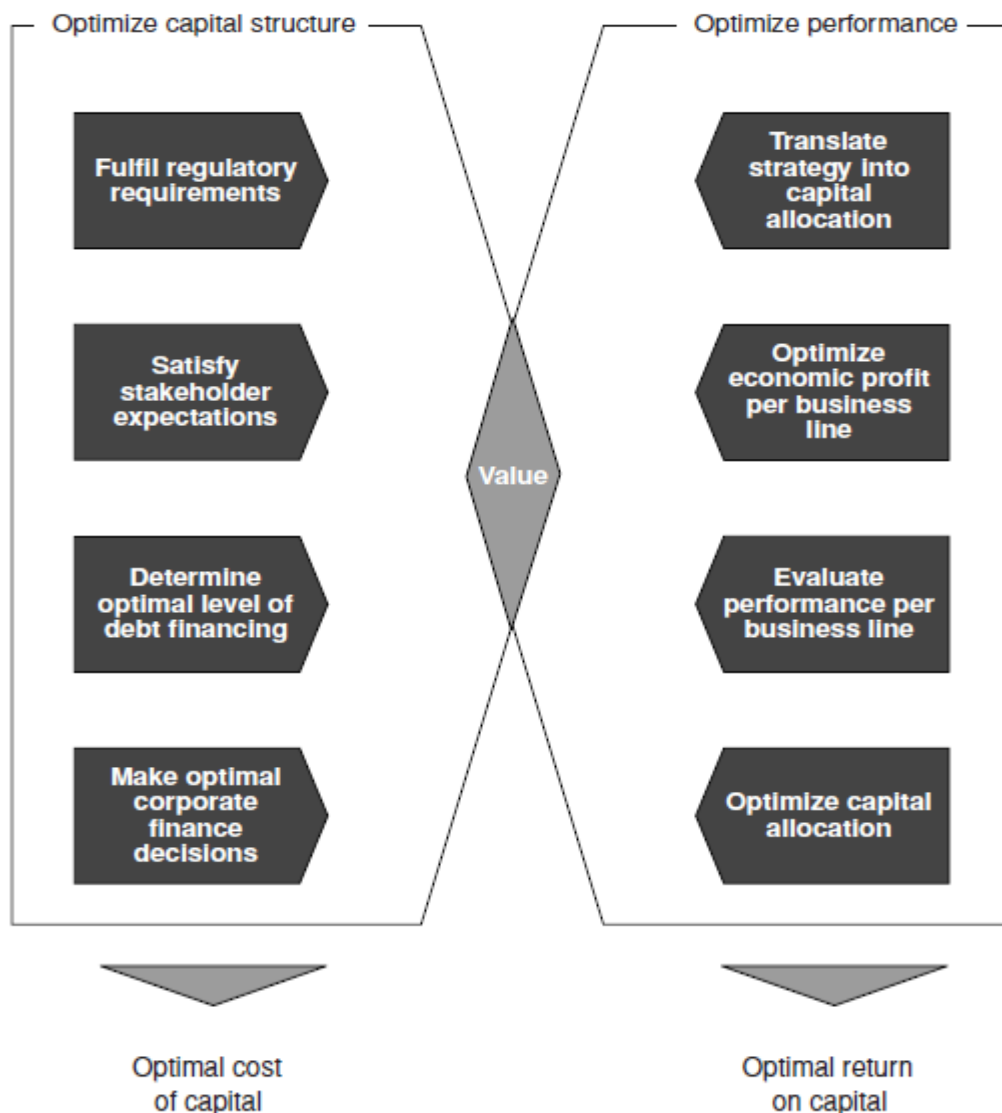 Optimize capital structure
Fulfil regulatory
requirements
Satisfy
stakeholder
expectations
Determine
optimal level of
debt financing
Make optimal
corporate
finance
decisions
Optimal cost
of capital
Value
Optimize performance
Translate
strategy into
capital
allocation
Optimize
economic profit
per business
line
Evaluate
performance per
business line
Optimize capital
allocation
Optimal return
on capital